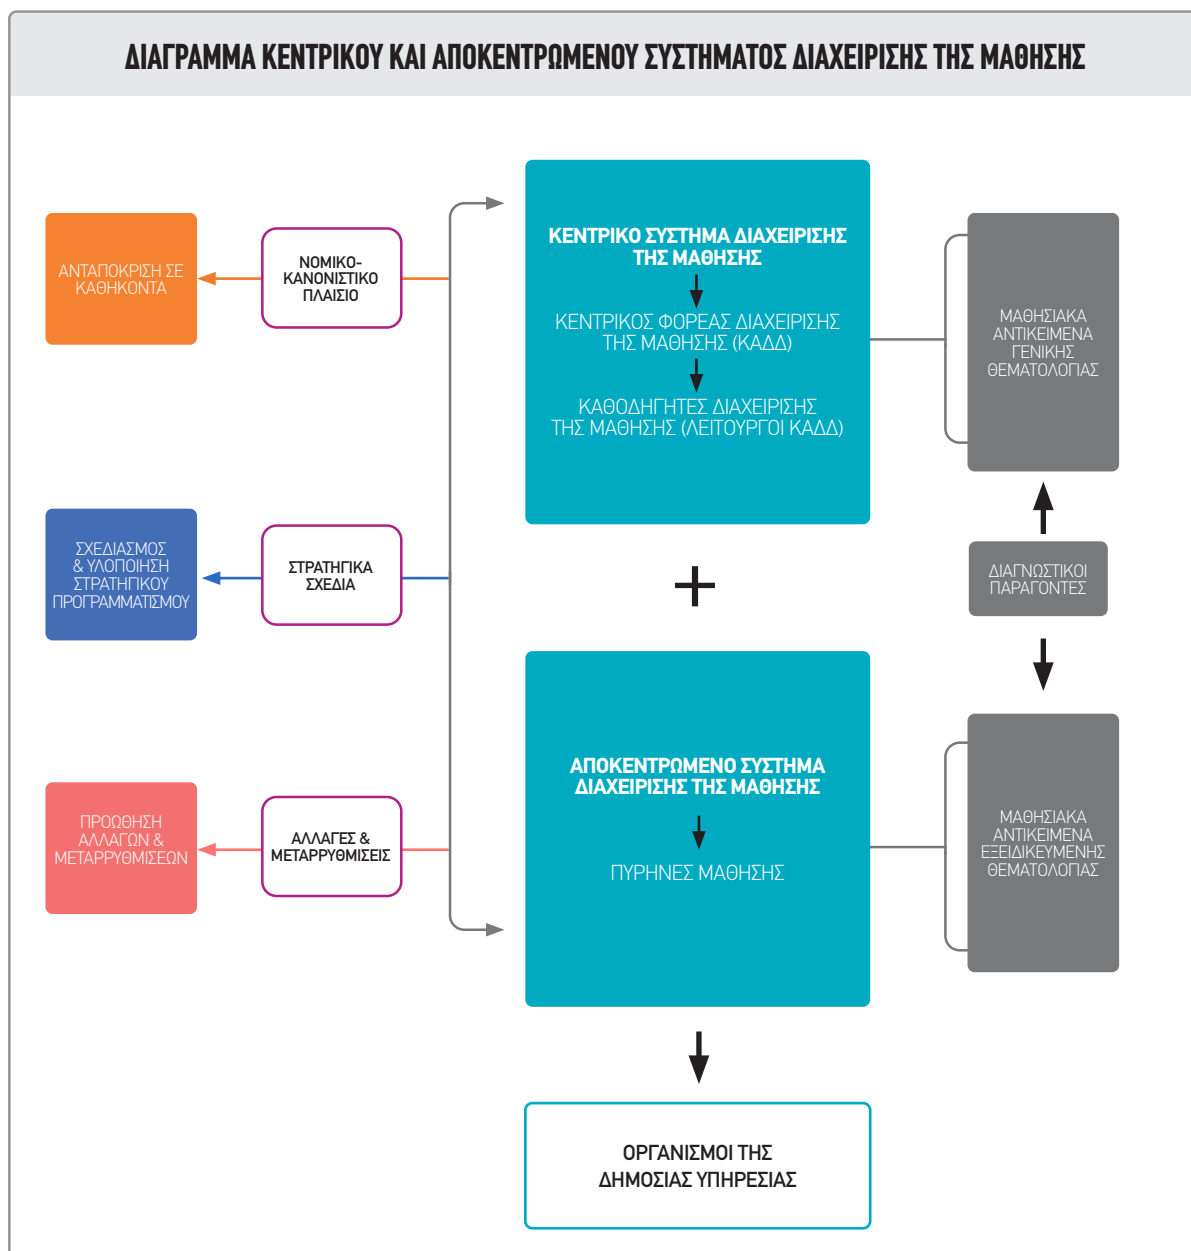 ΔΙΑΓΡΑΜΜΑ ΚΕΝΤΡΙΚΟΥ ΚΑΙ ΑΠΟΚΕΝΤΡΩΜΕΝΟΥ ΣΥΣΤΗΜΑΤΟΣ ΔΙΑΧΕΙΡΙΣΗΣ ΤΗΣ ΜΑΘΗΣΗΣ
ΑΝΤΑΠΟΚΡΙΣΗ ΣΕ
ΚΑΘΗΚΟΝΤΑ
ΝΟΜΙΚΟ-
ΚΑΝΟΝΙΣΤΙΚΟ
ΠΛΑΙΣΙΟ
ΚΕΝΤΡΙΚΟ ΣΥΣΤΗΜΑ ΔΙΑΧΕΙΡΙΣΗΣ
ΤΗΣ ΜΑΘΗΣΗΣ
ΚΕΝΤΡΙΚΟΣ ΦΟΡΕΑΣ ΔΙΑΧΕΙΡΙΣΗΣ
ΤΗΣ ΜΑΘΗΣΗΣ (ΚΑΔΔ)
ΚΑΘΟΔΗΓΗΤΕΣ ΔΙΑΧΕΙΡΙΣΗΣ
ΤΗΣ ΜΑΘΗΣΗΣ (ΛΕΙΤΟΥΡΓΟΙ ΚΑΔΔ)
ΜΑΘΗΣΙΑΚΑ
ΑΝΤΙΚΕΙΜΕΝΑ
ΓΕΝΙΚΗΣ
ΘΕΜΑΤΟΛΟΓΙΑΣ
ΣΧΕΔΙΑΣΜΟΣ
& ΥΛΟΠΟΙΗΣΗ
ΣΤΡΑΤΗΓΙΚΟΥ
ΠΡΟΓΡΑΜΜΑΤΙΣΜΟΥ
ΣΤΡΑΤΗΓΙΚΑ
ΣΧΕΔΙΑ
+
ΔΙΑΓΝΩΣΤΙΚΟΙ
ΠΑΡΑΓΟΝΤΕΣ
ΠΡΟΩΘΗΣΗ
ΑΛΛΑΓΩΝ &
ΜΕΤΑΡΡΥΘΜΙΣΕΩΝ
ΑΛΛΑΓΕΣ &
ΜΕΤΑΡΡΥΘΜΙΣΕΙΣ
ΑΠΟΚΕΝΤΡΩΜΕΝΟ ΣΥΣΤΗΜΑ
ΔΙΑΧΕΙΡΙΣΗΣ ΤΗΣ ΜΑΘΗΣΗΣ
ΠΥΡΗΝΕΣ ΜΑΘΗΣΗΣ
ΜΑΘΗΣΙΑΚΑ
ΑΝΤΙΚΕΙΜΕΝΑ
ΕΞΕΙΔΙΚΕΥΜΕΝΗΣ
ΘΕΜΑΤΟΛΟΓΙΑΣ
ΟΡΓΑΝΙΣΜΟΙ ΤΗΣ
ΔΗΜΟΣΙΑΣ ΥΠΗΡΕΣΙΑΣ